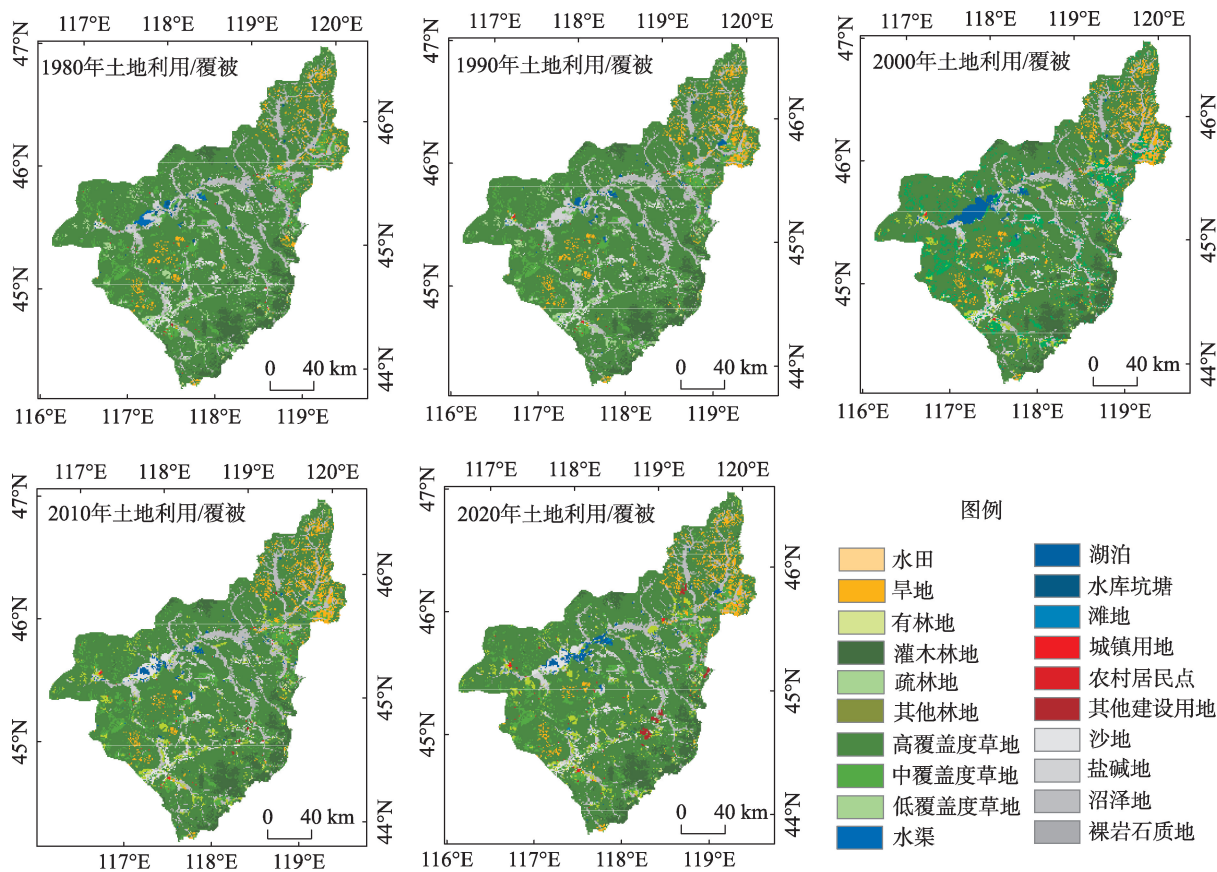 117°E 118°E 119°E 120°E
47°N
1980年土地利用/覆被
46°N
46°N
45°N
45°N
44°N
0 40 km
116°E 117°E 118°E 119°E
117°E 118°E 119°E 120°E
47°N
1990年土地利用/覆被
46°N
46°N
45°N
45°N
44°N
0 40 km
116°E 117°E 118°E 119°E
117°E 118°E 119°E 120°E
47°N
2000年土地利用/覆被
46°N
46°N
45°N
45°N
44°N
0 40 km
116°E 117°E 118°E 119°E
117°E 118°E 119°E 120°E
47°N
2010年土地利用/覆被
46°N
46°N
45°N
45°N
44°N
0 40 km
117°E 118°E 119°E
117°E 118°E 119°E 120°E
47°N
2020年土地利用/覆被
46°N
46°N
45°N
45°N
44°N
0 40 km
117°E 118°E 119°E
图例
水田
旱地
有林地
灌木林地
疏林地
其他林地
高覆盖度草地
中覆盖度草地
低覆盖度草地
水渠
湖泊
水库坑塘
滩地
城镇用地
农村居民点
其他建设用地
沙地
盐碱地
沼泽地
裸岩石质地